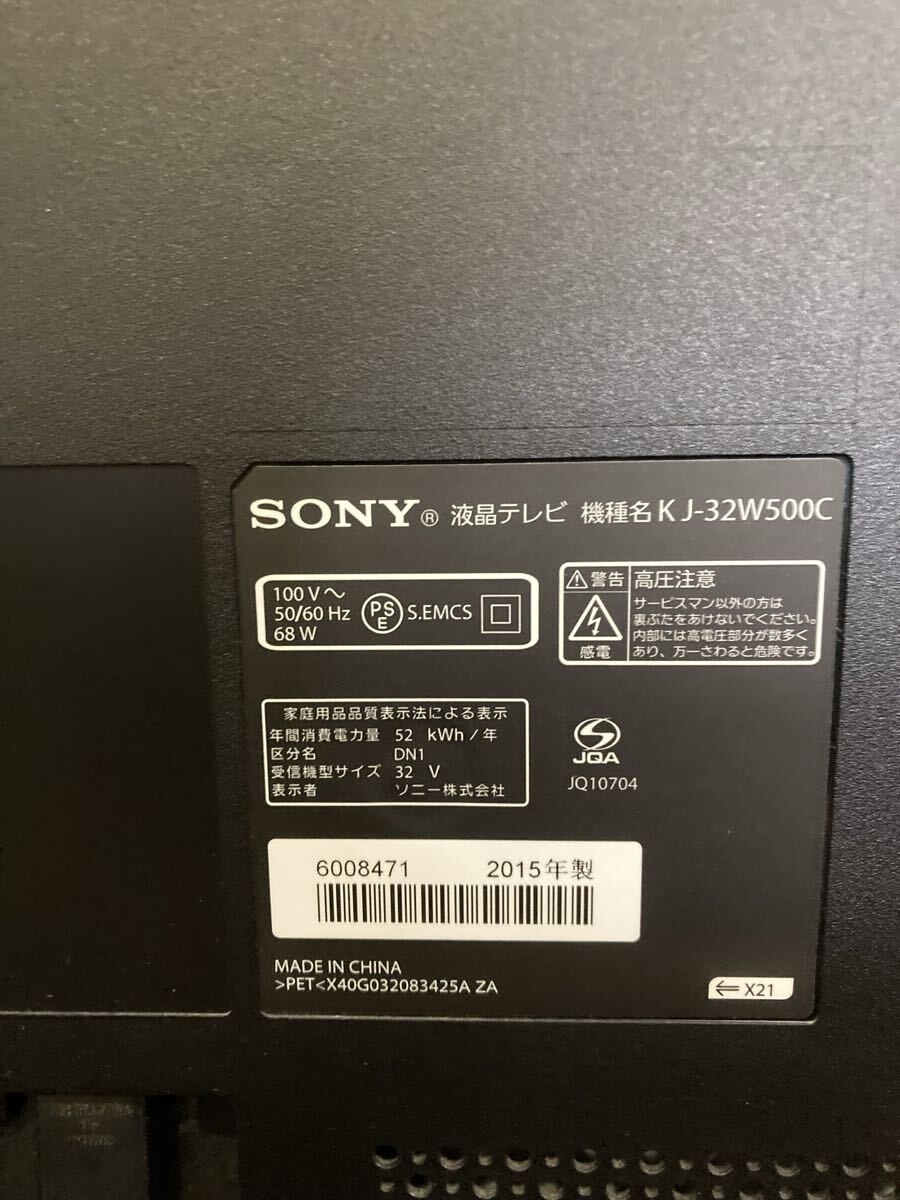 SONY® 液晶テレビ 機種名 KJ-32W500C
100 V〜
50/60 Hz
68 W
PSE S.EMCS
⚠警告 高圧注意
サービスマン以外の方は
裏ぶたをあけないでください。
内部には高電圧部分が数多く
あり、万一さわると危険です。
感電
家庭用品品質表示法による表示
年間消費電力量 52 kWh / 年
区分名 DN1
受信機型サイズ 32 V
表示者 ソニー株式会社
JQA
JQ10704
6008471 2015年製
MADE IN CHINA
>PET<X40G032083425A ZA
⇐ X21